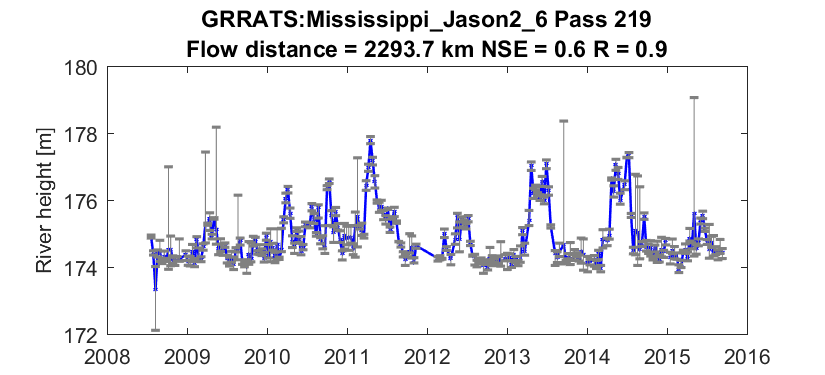 GRRATS:Mississippi_Jason2_6 Pass 219
Flow distance = 2293.7 km NSE = 0.6 R = 0.9
River height [m]
180
178
176
174
172
2008 2009 2010 2011 2012 2013 2014 2015 2016